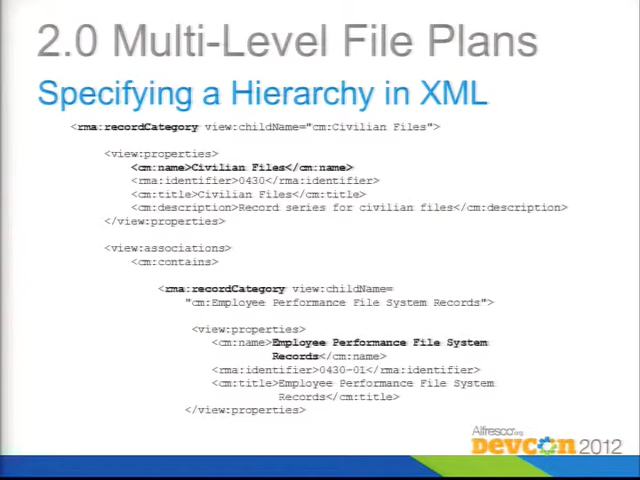 2.0 Multi-Level File Plans
Specifying a Hierarchy in XML
<rma:recordCategory view:childName="cm:Civilian Files">
<view:properties>
<cm:name>Civilian Files</cm:name>
<rma:identifier>0430</rma:identifier>
<cm:title>Civilian Files</cm:title>
<cm:description>Record series for civilian files</cm:description>
</view:properties>
<view:associations>
<cm:contains>
<rma:recordCategory view:childName=
"cm:Employee Performance File System Records">
<view:properties>
<cm:name>Employee Performance File System
Records</cm:name>
<rma:identifier>0430-01</rma:identifier>
<cm:title>Employee Performance File System
Records</cm:title>
</view:properties>
Alfresco.org
Devcon 2012